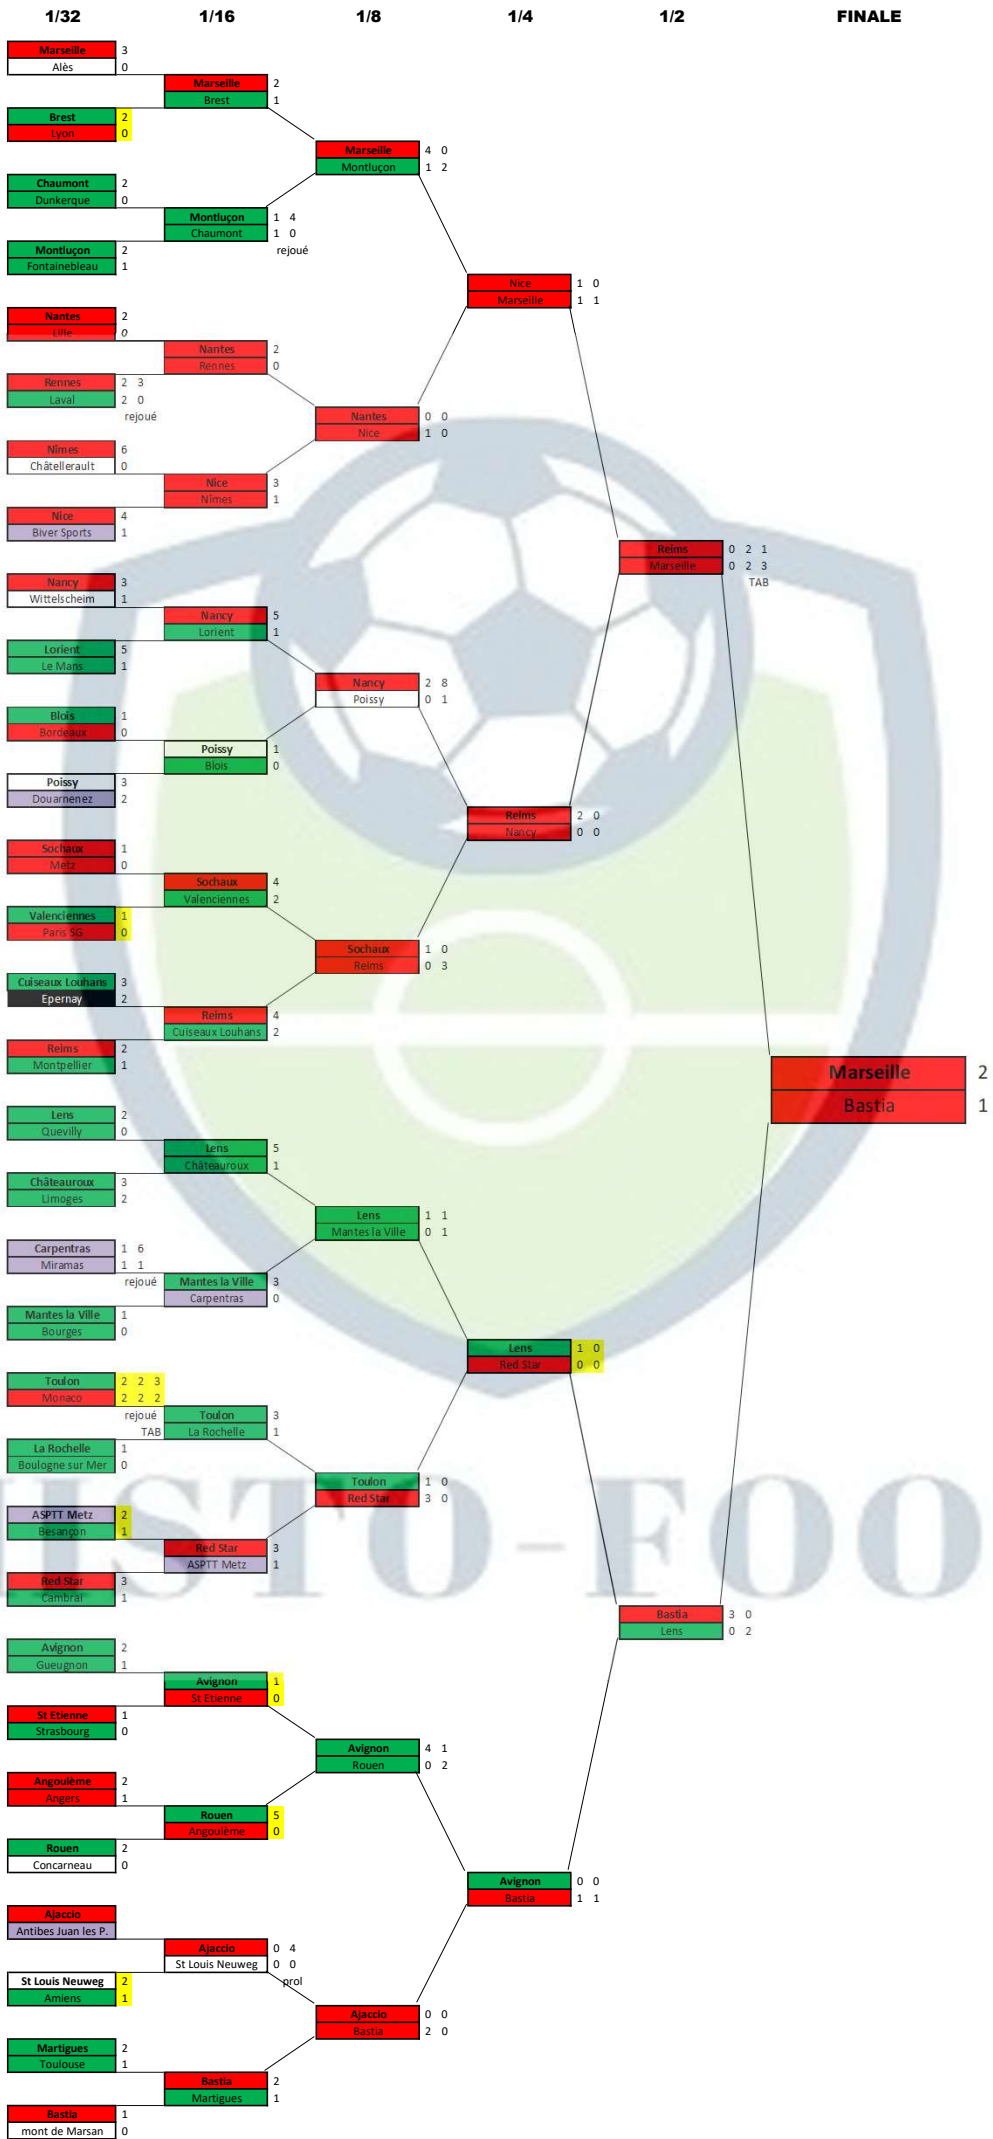 1/32 1/16 1/8 1/4 1/2 FINALE
Marseille 3
Alès 0
Marseille 2
Brest 1
Brest 2
Lyon 0
Marseille 4 0
Montluçon 1 2
Chaumont 2
Dunkerque 0
Montluçon 1 4
Chaumont 1 0
rejoué
Montluçon 2
Fontainebleau 1
Nice 1 0
Marseille 1 1
Nantes 2
Lille 0
Nantes 2
Rennes 0
Rennes 2 3
Laval 2 0
rejoué
Nantes 0 0
Nice 1 0
Nîmes 6
Châtellerault 0
Nice 3
Nîmes 1
Nice 4
Biver Sports 1
Reims 0 2 1
Marseille 0 2 3
TAB
Nancy 3
Wittelscheim 1
Nancy 5
Lorient 1
Lorient 5
Le Mans 1
Nancy 2 8
Poissy 0 1
Blois 1
Bordeaux 0
Poissy 1
Blois 0
Poissy 3
Douarnenez 2
Reims 2 0
Nancy 0 0
Sochaux 1
Metz 0
Sochaux 4
Valenciennes 2
Valenciennes 1
Paris SG 0
Sochaux 1 0
Reims 0 3
Cuiseaux Louhans 3
Epernay 2
Reims 4
Cuiseaux Louhans 2
Reims 2
Montpellier 1
Marseille 2
Bastia 1
Lens 2
Quevilly 0
Lens 5
Châteauroux 1
Châteauroux 3
Limoges 2
Lens 1 1
Mantes la Ville 0 1
Carpentras 1 6
Miramas 1 1
rejoué
Mantes la Ville 3
Carpentras 0
Mantes la Ville 1
Bourges 0
Lens 1 0
Red Star 0 0
Toulon 2 2 3
Monaco 2 2 2
rejoué
TAB
Toulon 3
La Rochelle 1
La Rochelle 1
Boulogne sur Mer 0
Toulon 1 0
Red Star 3 0
ASPTT Metz 2
Besançon 1
HISTO-FOO
Red Star 3
ASPTT Metz 1
Red Star 3
Cambrai 1
Bastia 3 0
Lens 0 2
Avignon 2
Gueugnon 1
Avignon 1
St Etienne 0
St Etienne 1
Strasbourg 0
Avignon 4 1
Rouen 0 2
Angoulème 2
Angers 1
Rouen 5
Angoulème 0
Rouen 2
Concarneau 0
Avignon 0 0
Bastia 1 1
Ajaccio
Antibes Juan les P.
Ajaccio 0 4
St Louis Neuweg 0 0
prol
St Louis Neuweg 2
Amiens 1
Ajaccio 0 0
Bastia 2 0
Martigues 2
Toulouse 1
Bastia 2
Martigues 1
Bastia 1
mont de Marsan 0